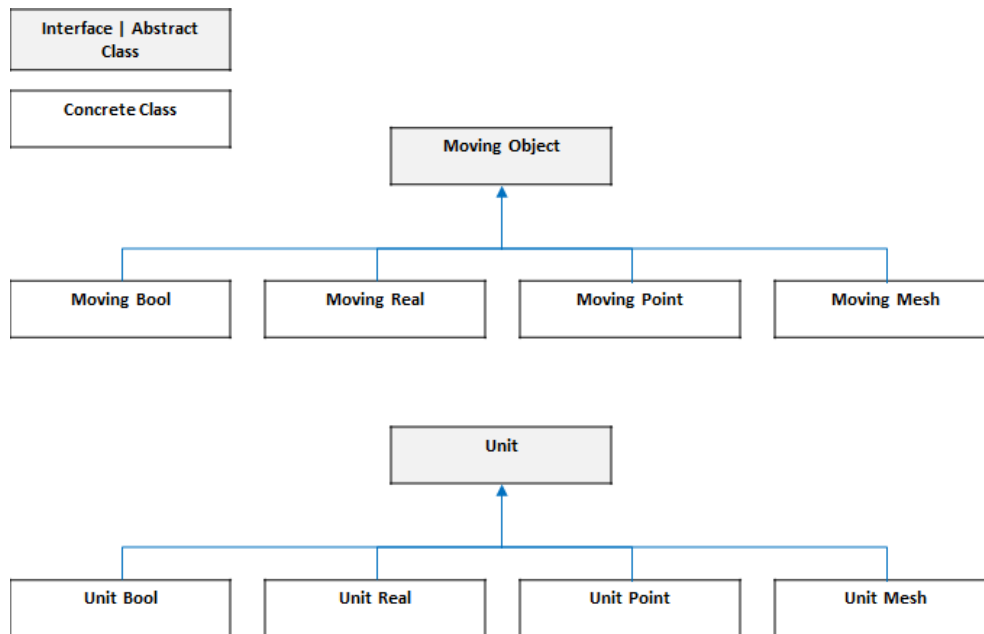 Interface | Abstract
Class
Concrete Class
Moving Object
Moving Bool
Moving Real
Moving Point
Moving Mesh
Unit
Unit Bool
Unit Real
Unit Point
Unit Mesh